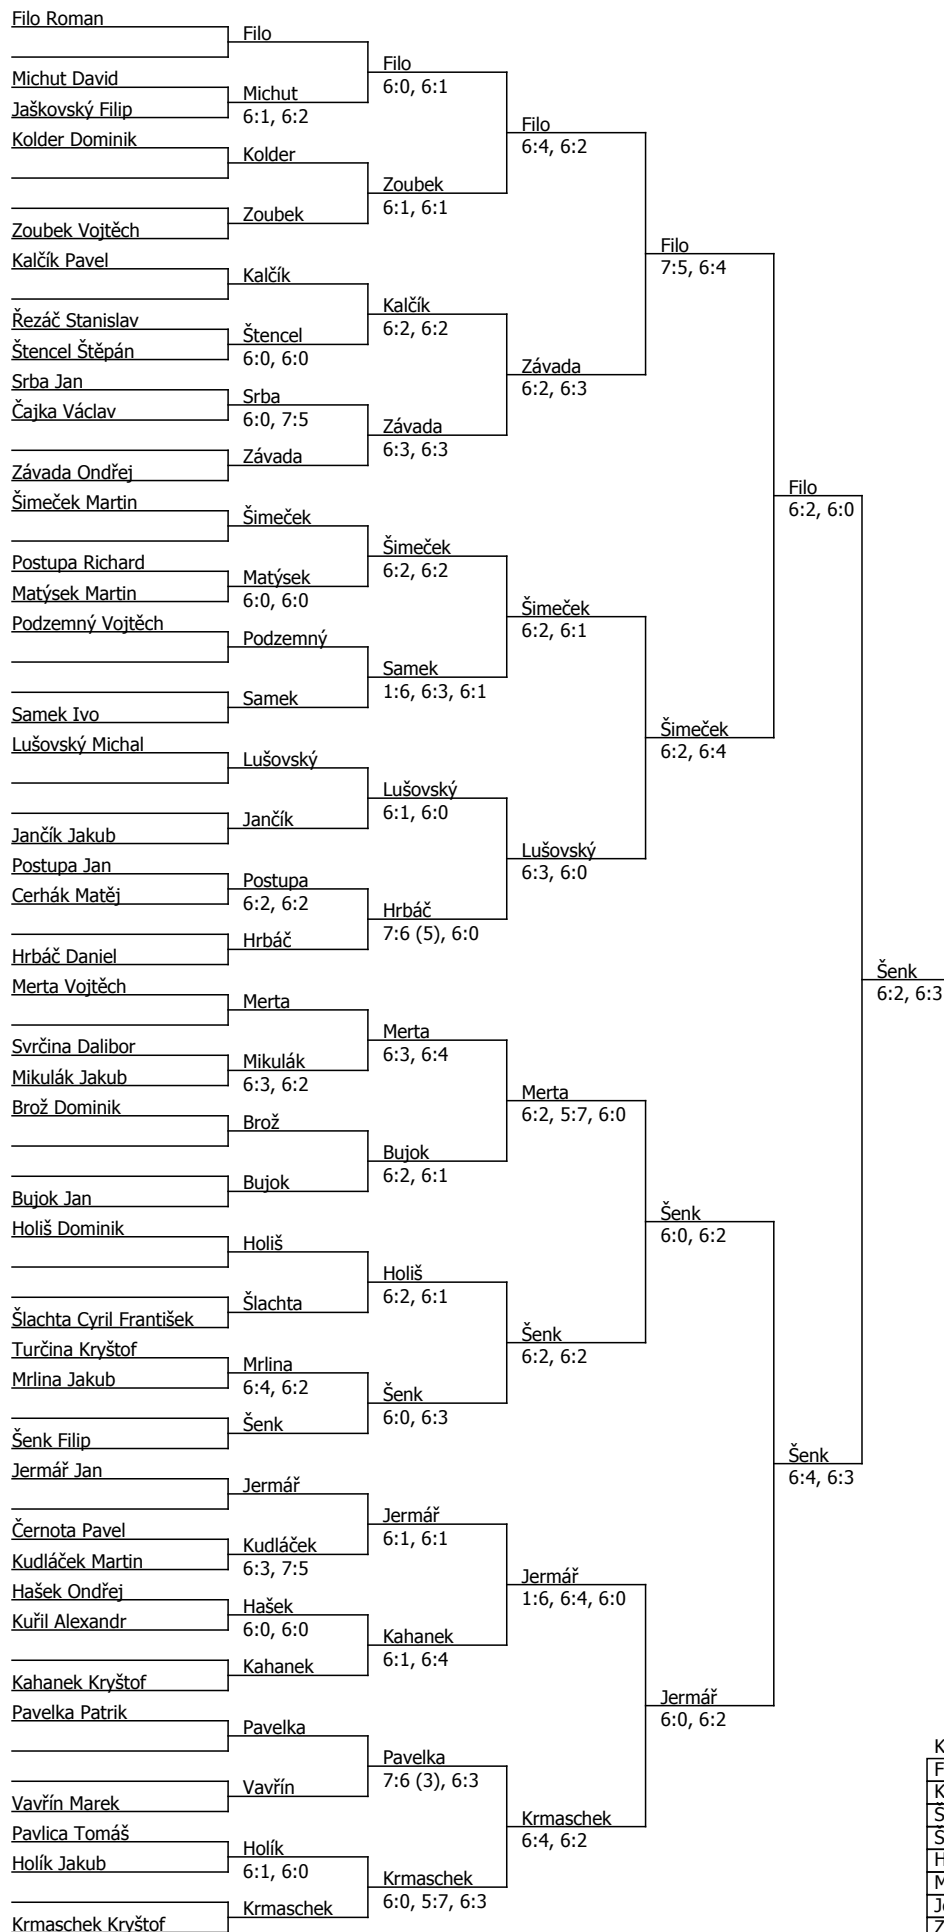 Filo Roman
Filo
Filo
6:0, 6:1
Michut David
Michut
6:1, 6:2
Jaškovský Filip
Filo
6:4, 6:2
Kolder Dominik
Kolder
Zoubek
6:1, 6:1
Zoubek
Zoubek Vojtěch
Filo
7:5, 6:4
Kalčík Pavel
Kalčík
Kalčík
6:2, 6:2
Řezáč Stanislav
Štencel
6:0, 6:0
Štencel Štěpán
Závada
6:2, 6:3
Srba Jan
Srba
6:0, 7:5
Čajka Václav
Závada
6:3, 6:3
Závada
Závada Ondřej
Filo
6:2, 6:0
Šimeček Martin
Šimeček
Šimeček
6:2, 6:2
Postupa Richard
Matýsek
6:0, 6:0
Matýsek Martin
Šimeček
6:2, 6:1
Podzemný Vojtěch
Podzemný
Samek
1:6, 6:3, 6:1
Samek
Samek Ivo
Šimeček
6:2, 6:4
Lušovský Michal
Lušovský
Lušovský
6:1, 6:0
Jančík
Jančík Jakub
Lušovský
6:3, 6:0
Postupa Jan
Postupa
6:2, 6:2
Cerhák Matěj
Hrbáč
7:6 (5), 6:0
Hrbáč
Hrbáč Daniel
Šenk
6:2, 6:3
Merta Vojtěch
Merta
Merta
6:3, 6:4
Svrčina Dalibor
Mikulák
6:3, 6:2
Mikulák Jakub
Merta
6:2, 5:7, 6:0
Brož Dominik
Brož
Bujok
6:2, 6:1
Bujok
Bujok Jan
Šenk
6:0, 6:2
Holiš Dominik
Holiš
Holiš
6:2, 6:1
Šlachta
Šlachta Cyril František
Šenk
6:2, 6:2
Turčina Kryštof
Mrlina
6:4, 6:2
Mrlina Jakub
Šenk
6:0, 6:3
Šenk
Šenk Filip
Šenk
6:4, 6:3
Jermář Jan
Jermář
Jermář
6:1, 6:1
Černota Pavel
Kudláček
6:3, 7:5
Kudláček Martin
Jermář
1:6, 6:4, 6:0
Hašek Ondřej
Hašek
6:0, 6:0
Kuřil Alexandr
Kahanek
6:1, 6:4
Kahanek
Kahanek Kryštof
Jermář
6:0, 6:2
Pavelka Patrik
Pavelka
Pavelka
7:6 (3), 6:3
Vavřín
Vavřín Marek
Krmaschek
6:4, 6:2
Pavlica Tomáš
Holík
6:1, 6:0
Holík Jakub
Krmaschek
6:0, 5:7, 6:3
Krmaschek
Krmaschek Kryštof